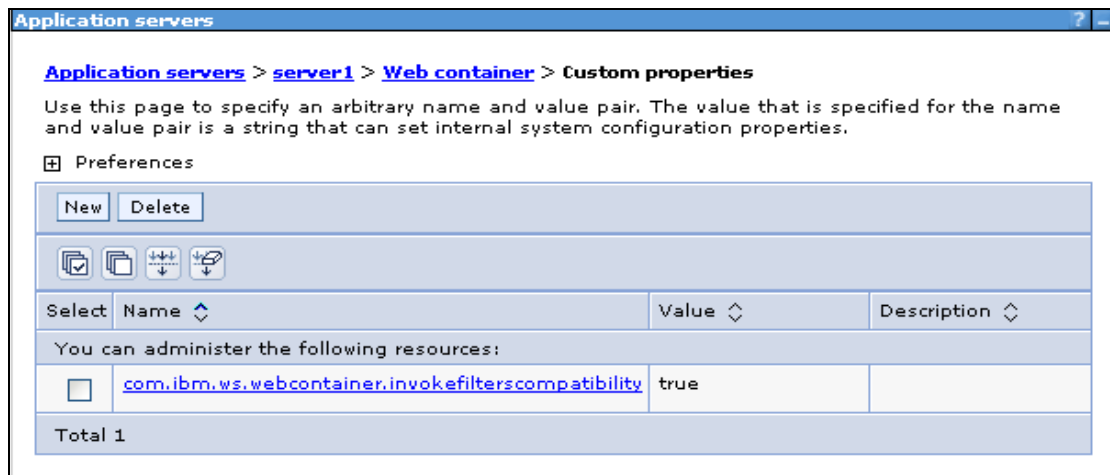 Application servers ? –
Application servers > server1 > Web container > Custom properties
Use this page to specify an arbitrary name and value pair. The value that is specified for the name
and value pair is a string that can set internal system configuration properties.
Preferences
New Delete
Select Name Value Description
You can administer the following resources:
com.ibm.ws.webcontainer.invokefilterscompatibility true
Total 1